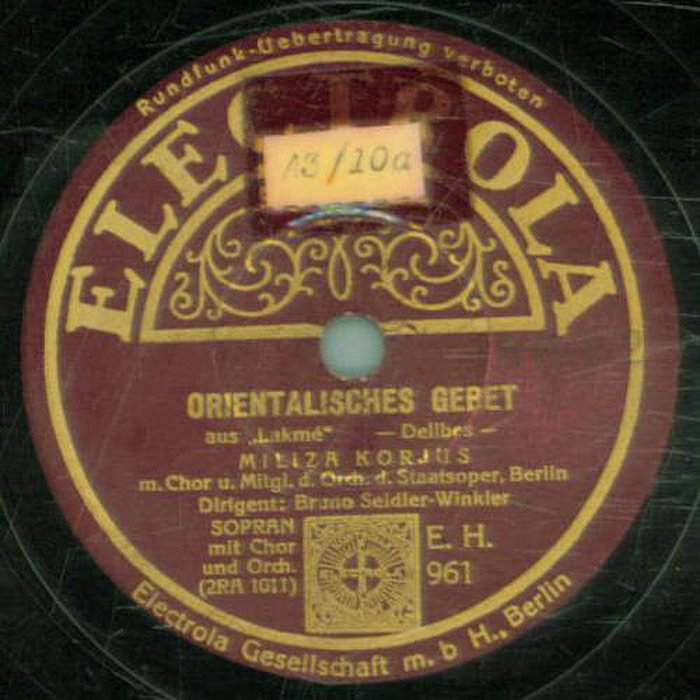 Rundfunk-Uebertragung verboten
ELECTROLA
13/10a
ORIENTALISCHES GEBET
aus „Lakmé“ — Delibes —
MILIZA KORJUS
m. Chor u. Mitgl. d. Orch. d. Staatsoper, Berlin
Dirigent: Bruno Seidler-Winkler
SOPRAN
mit Chor
und Orch.
(2RA 1011)
E. H.
961
Electrola Gesellschaft m. b H., Berlin